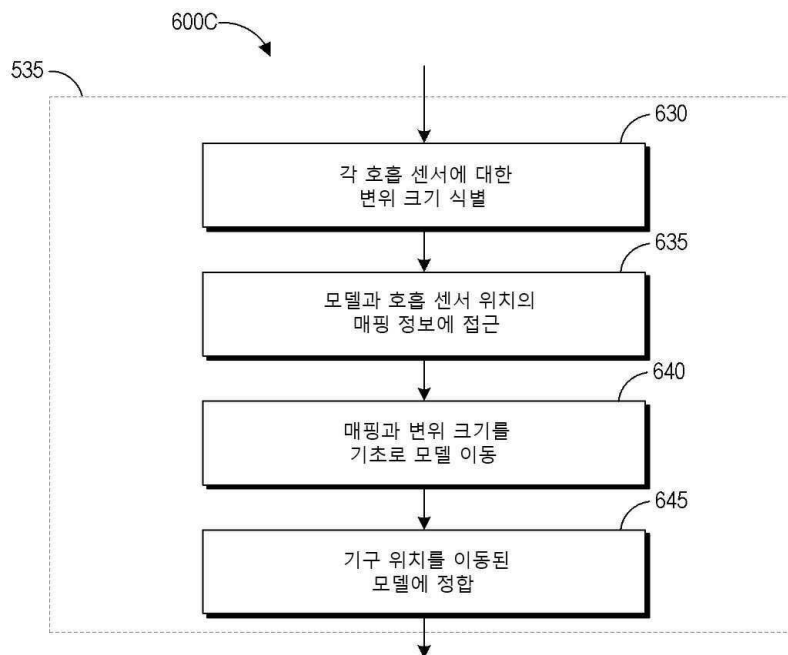 600C
535
630
각 호흡 센서에 대한
변위 크기 식별
635
모델과 호흡 센서 위치의
매핑 정보에 접근
640
매핑과 변위 크기를
기초로 모델 이동
645
기구 위치를 이동된
모델에 정합